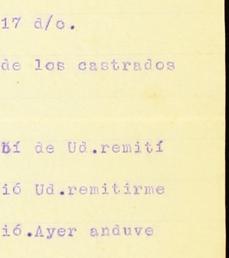 17 d/c.
de los castrados
bí de Ud.remití
ió Ud.remitirme
ió.Ayer anduve